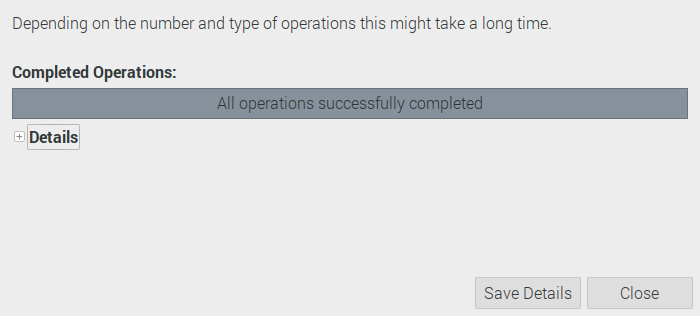 Depending on the number and type of operations this might take a long time.
Completed Operations:
All operations successfully completed
Details
Save Details
Close